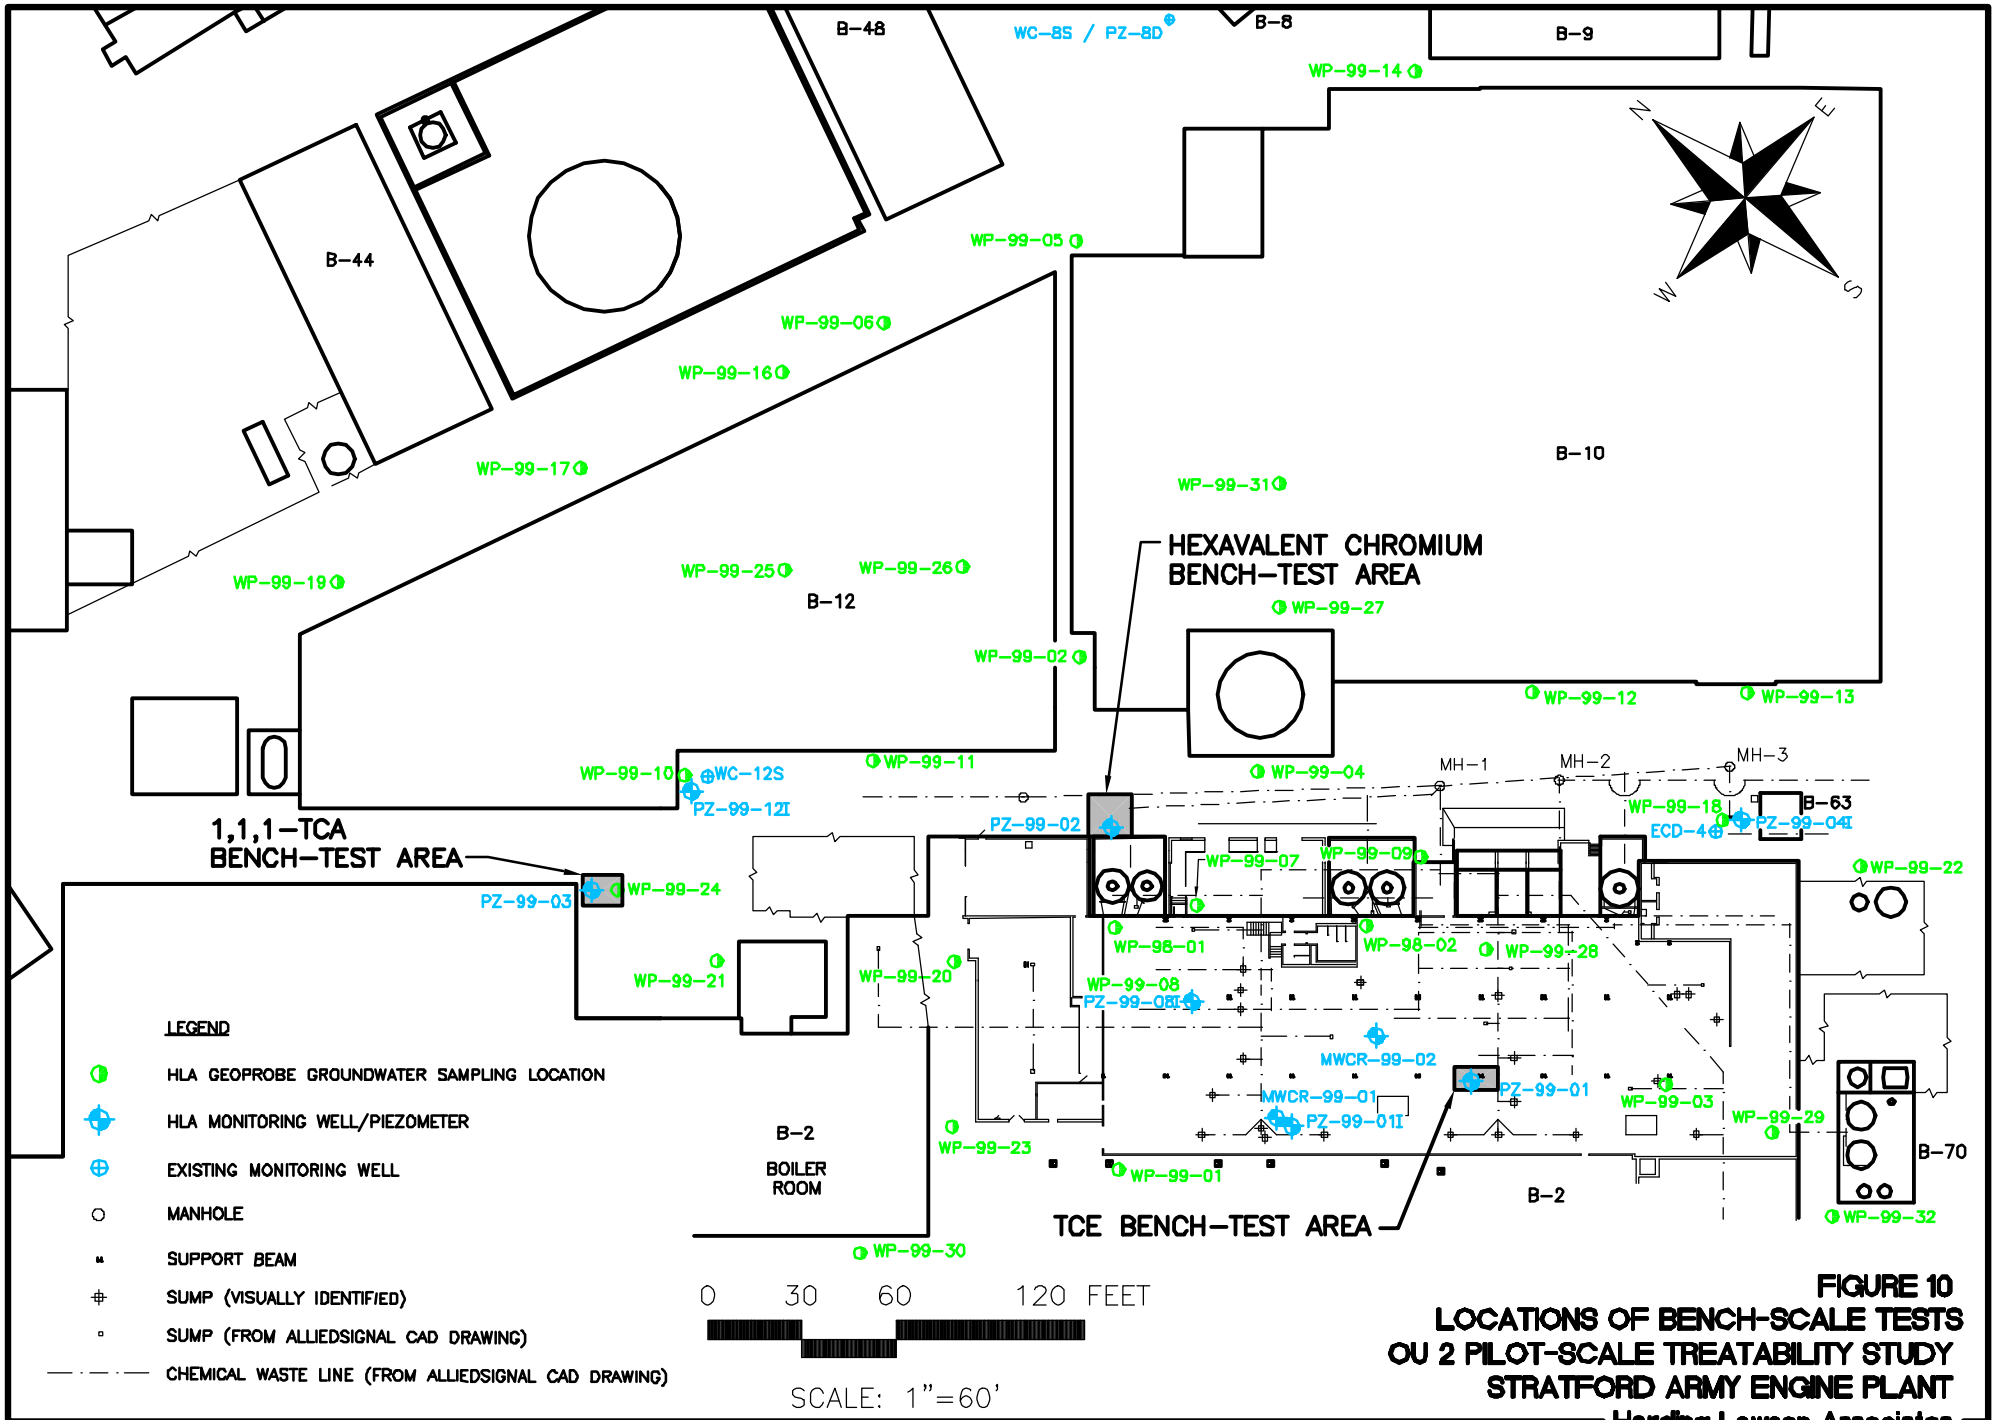 B-48
WC-8S / PZ-8D
B-8
B-9
WP-99-14
N
E
W
S
B-44
WP-99-05
WP-99-06
WP-99-16
WP-99-17
B-10
WP-99-31
HEXAVALENT CHROMIUM
BENCH-TEST AREA
WP-99-19
WP-99-25
WP-99-26
B-12
WP-99-27
WP-99-02
WP-99-12
WP-99-13
WP-99-10
WC-12S
WP-99-11
WP-99-04
MH-1
MH-2
MH-3
PZ-99-12I
WP-99-18
B-63
PZ-99-02
ECD-4
PZ-99-04I
1,1,1-TCA
BENCH-TEST AREA
WP-99-07
WP-99-09
WP-99-22
PZ-99-03
WP-99-24
WP-98-01
WP-98-02
WP-99-28
WP-99-21
WP-99-20
WP-99-08
PZ-99-08I
MWCR-99-02
PZ-99-01
MWCR-99-01
PZ-99-01I
WP-99-03
WP-99-29
B-2
BOILER
ROOM
WP-99-23
WP-99-01
B-70
B-2
TCE BENCH-TEST AREA
WP-99-32
WP-99-30
LEGEND
HLA GEOPROBE GROUNDWATER SAMPLING LOCATION
HLA MONITORING WELL/PIEZOMETER
EXISTING MONITORING WELL
MANHOLE
SUPPORT BEAM
SUMP (VISUALLY IDENTIFIED)
SUMP (FROM ALLIEDSIGNAL CAD DRAWING)
CHEMICAL WASTE LINE (FROM ALLIEDSIGNAL CAD DRAWING)
0 30 60 120 FEET
SCALE: 1"=60'
FIGURE 10
LOCATIONS OF BENCH-SCALE TESTS
OU 2 PILOT-SCALE TREATABILITY STUDY
STRATFORD ARMY ENGINE PLANT
Harding Lawson Associates